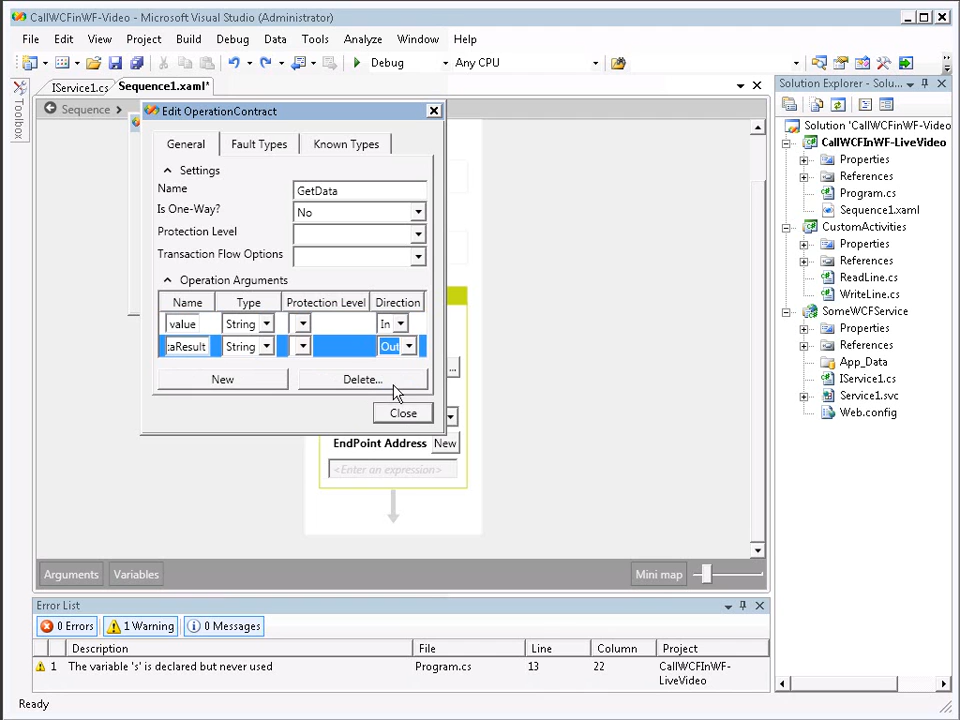 CallWCFinWF-Video - Microsoft Visual Studio (Administrator)
File Edit View Project Build Debug Data Tools Analyze Window Help
Debug Any CPU
Toolbox
IService1.cs Sequence1.xaml*
Sequence
Edit OperationContract
General Fault Types Known Types
Settings
Name GetData
Is One-Way? No
Protection Level
Transaction Flow Options
Operation Arguments
Name Type Protection Level Direction
value String In
taResult String Out
New Delete...
Close
...
EndPoint Address New
<Enter an expression>
Arguments Variables Mini map
Solution Explorer - Solu...
Solution 'CallWCFinWF-Video
CallWCFinWF-LiveVideo
Properties
References
Program.cs
Sequence1.xaml
CustomActivities
Properties
References
ReadLine.cs
WriteLine.cs
SomeWCFService
Properties
References
App_Data
IService1.cs
Service1.svc
Web.config
Error List
0 Errors 1 Warning 0 Messages
Description File Line Column Project
1 The variable 's' is declared but never used Program.cs 13 22 CallWCFInWF-
LiveVideo
Ready